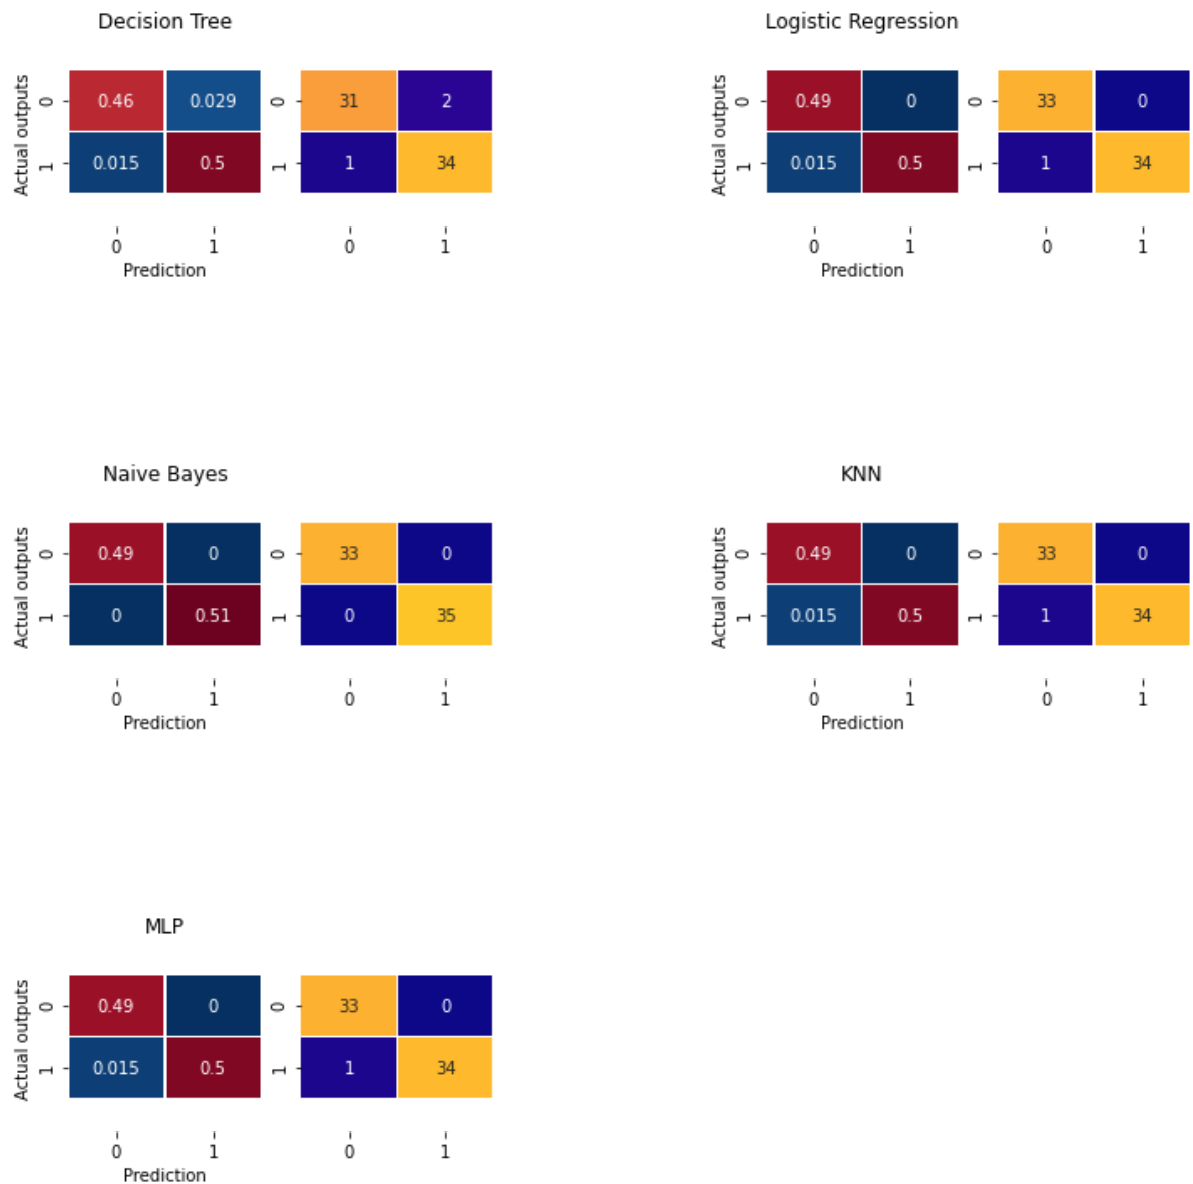 Decision Tree
Logistic Regression
Actual outputs
0 0.46 0.029 0 31 2
1 0.015 0.5 1 1 34
0 1 0 1
Prediction
Actual outputs
0 0.49 0 0 33 0
1 0.015 0.5 1 1 34
0 1 0 1
Prediction
Naive Bayes
KNN
Actual outputs
0 0.49 0 0 33 0
1 0 0.51 1 0 35
0 1 0 1
Prediction
Actual outputs
0 0.49 0 0 33 0
1 0.015 0.5 1 1 34
0 1 0 1
Prediction
MLP
Actual outputs
0 0.49 0 0 33 0
1 0.015 0.5 1 1 34
0 1 0 1
Prediction